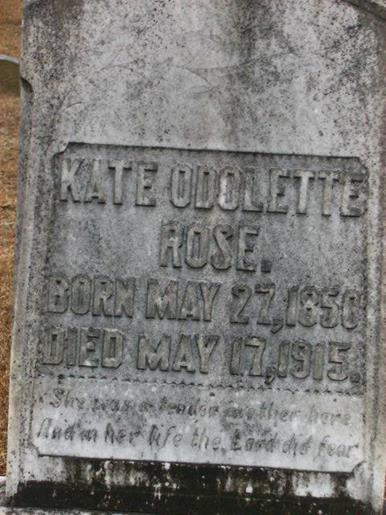 KATE ODOLETTE
ROSE.
BORN MAY 27, 1850
DIED MAY 17, 1915.
She was a tender mother here
And in her life the Lord did fear